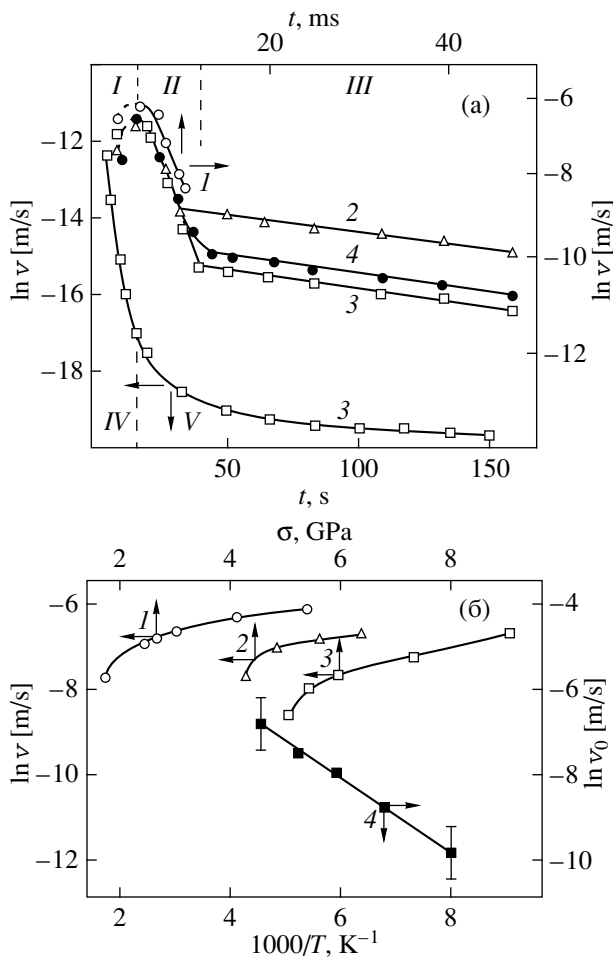 t, ms
20 40
I II III (а)
−6
−12
−8
1
−14
2
ln v [m/s]
ln v [m/s]
4
−10
−16
3
−12
−18
3
IV V
50 100 150
t, s
σ, GPa
2 4 6 8
−6 −4
(б)
1
2
3
−8 −6
ln v [m/s]
ln v₀ [m/s]
−10 −8
4
−12 −10
2 4 6 8
1000/T, K⁻¹